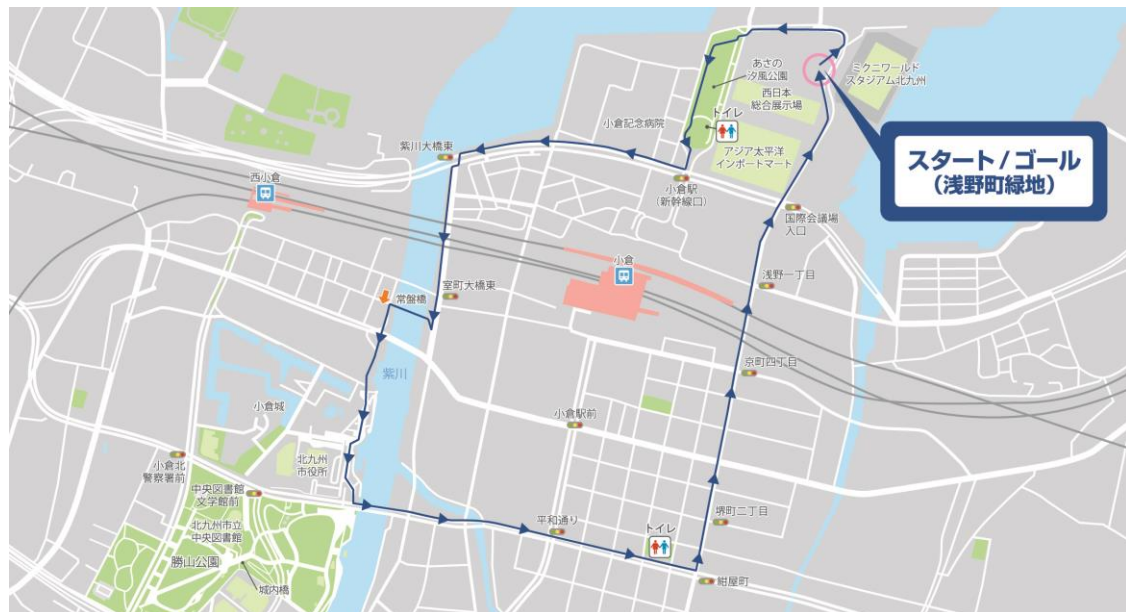 あさの
汐風公園
ミクニワールド
スタジアム北九州
西日本
総合展示場
トイレ
小倉記念病院
アジア太平洋
インポートマート
スタート / ゴール
(浅野町緑地)
紫川大橋東
西小倉
小倉駅
(新幹線口)
国際会議場
入口
小倉
浅野一丁目
室町大橋東
常盤橋
紫川
京町四丁目
小倉城
小倉駅前
小倉北
警察署前
北九州
市役所
中央図書館
文学館前
堺町二丁目
平和通り
トイレ
北九州市立
中央図書館
勝山公園
城内橋
紺屋町